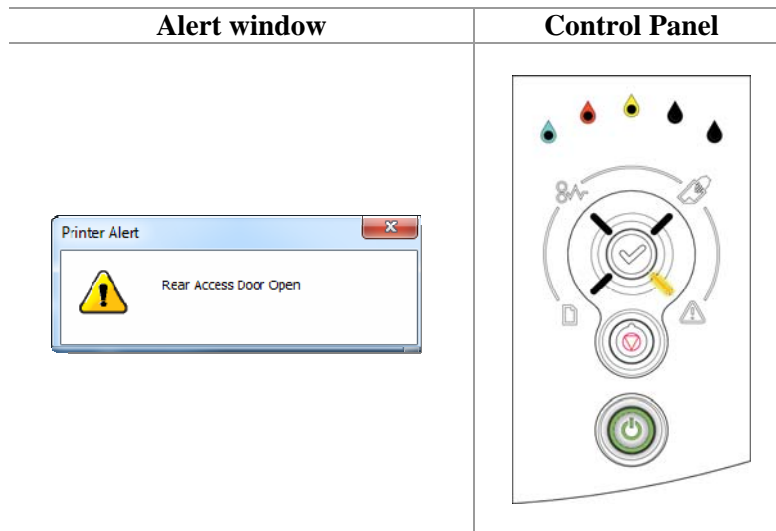 Alert window
Control Panel
Printer Alert
Rear Access Door Open